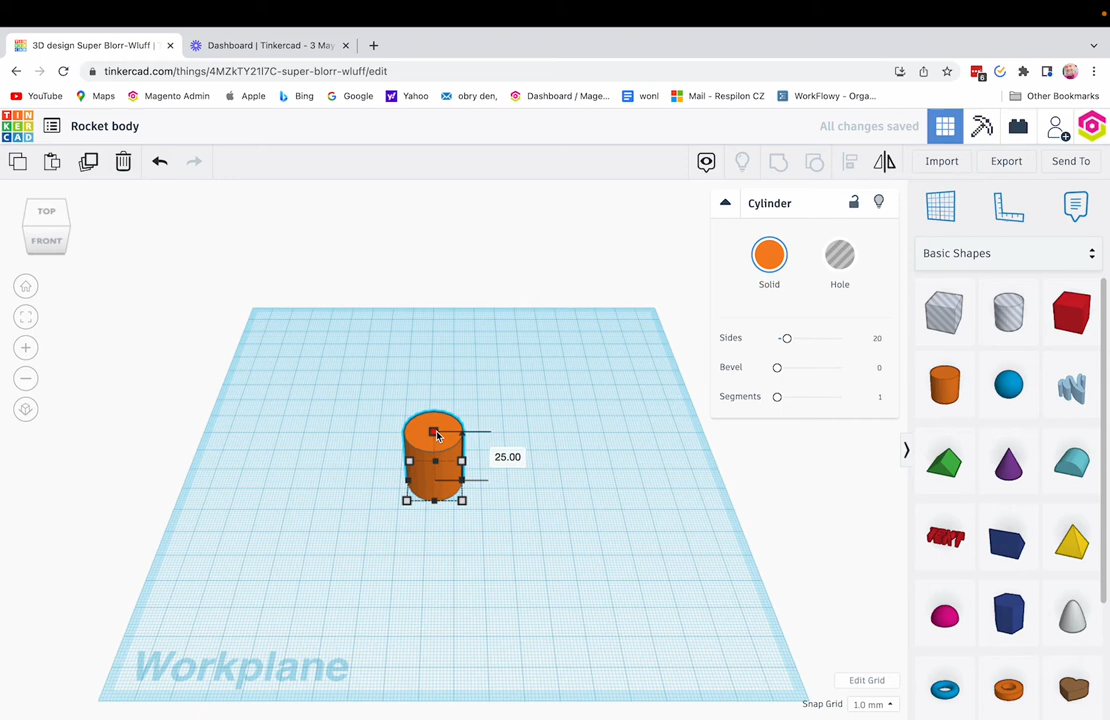 3D design Super Blorr-Wluff |
Dashboard | Tinkercad - 3 May
tinkercad.com/things/4MZkTY21I7C-super-blorr-wluff/edit
6
YouTube
Maps
Magento Admin
Apple
Bing
Google
Yahoo
obry den,
Dashboard / Mage...
wonl
Mail - Respilon CZ
WorkFlowy - Orga...
Other Bookmarks
TIN
KER
CAD
Rocket body
All changes saved
Import
Export
Send To
TOP
FRONT
Cylinder
Solid
Hole
Sides
20
Bevel
0
Segments
1
Basic Shapes
TEXT
25.00
Workplane
Edit Grid
Snap Grid
1.0 mm